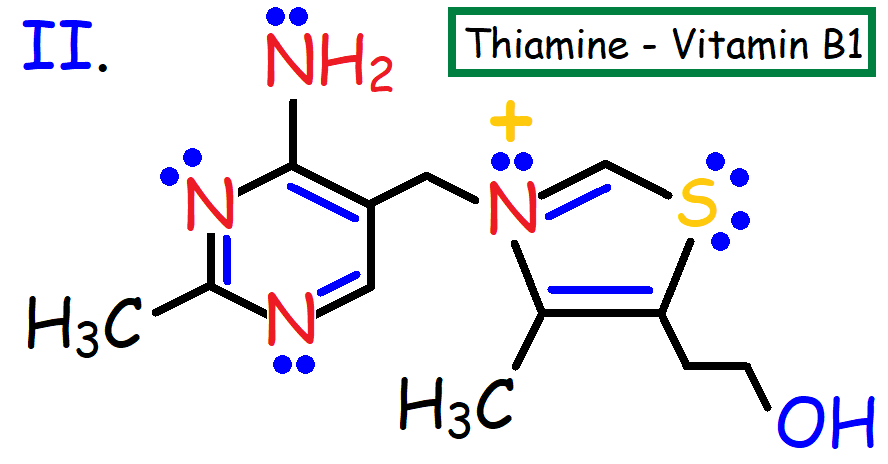 II.
Thiamine - Vitamin B1
NH2
+
N
N
S
N
H3C
H3C
OH